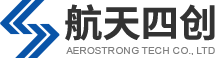 航天四创
AEROSTRONG TECH CO., LTD